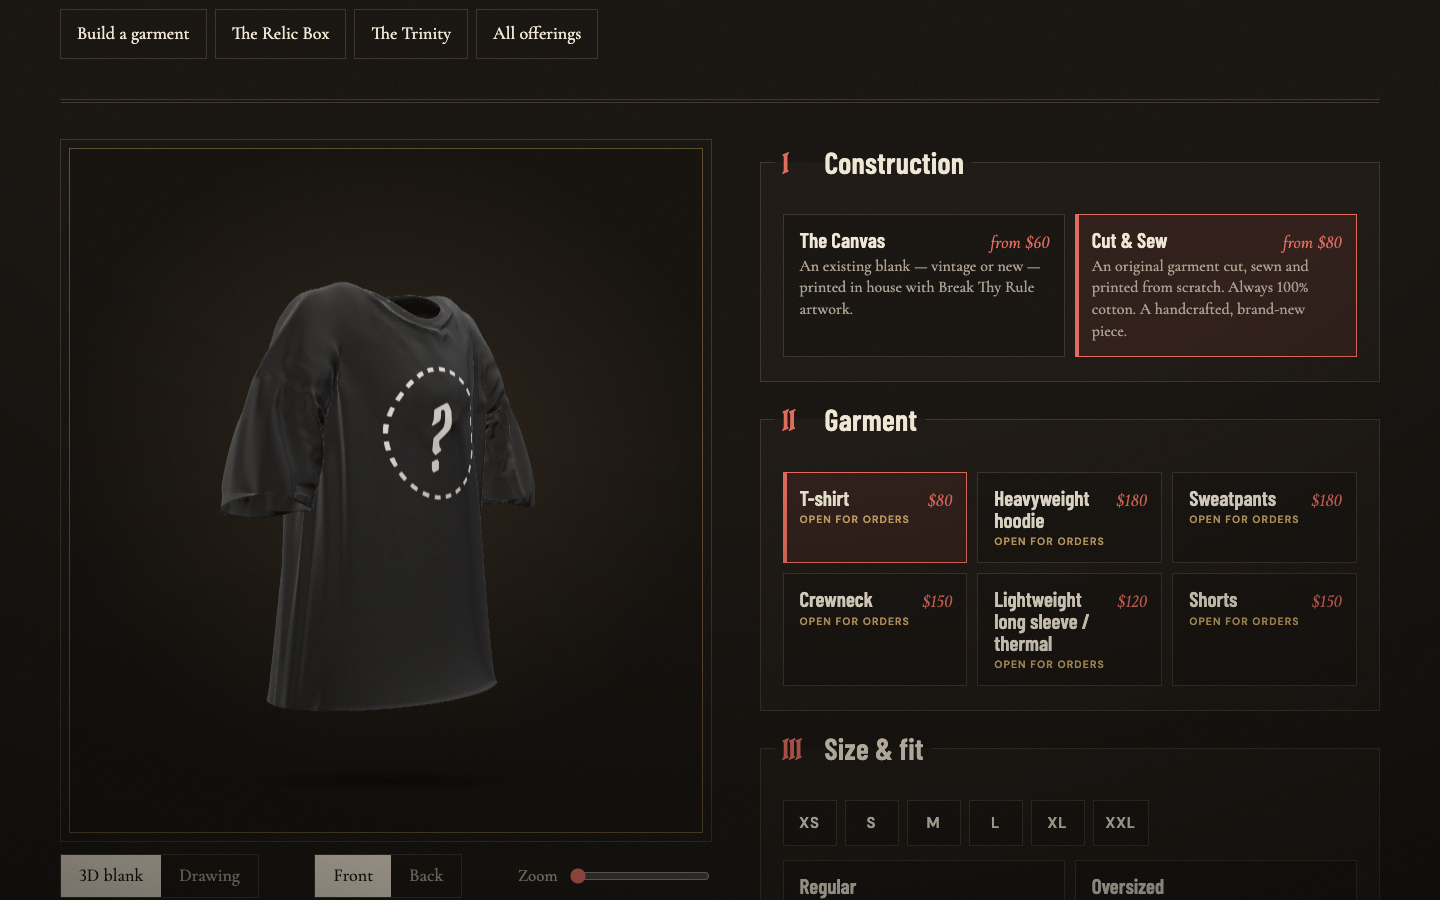 Build a garment
The Relic Box
The Trinity
All offerings
?
3D blank
Drawing
Front
Back
Zoom
I Construction
The Canvas
from $60
An existing blank — vintage or new —
printed in house with Break Thy Rule
artwork.
Cut & Sew
from $80
An original garment cut, sewn and
printed from scratch. Always 100%
cotton. A handcrafted, brand-new
piece.
II Garment
T-shirt
$80
OPEN FOR ORDERS
Heavyweight
hoodie
$180
OPEN FOR ORDERS
Sweatpants
$180
OPEN FOR ORDERS
Crewneck
$150
OPEN FOR ORDERS
Lightweight
long sleeve /
thermal
$120
OPEN FOR ORDERS
Shorts
$150
OPEN FOR ORDERS
III Size & fit
XS
S
M
L
XL
XXL
Regular
Oversized